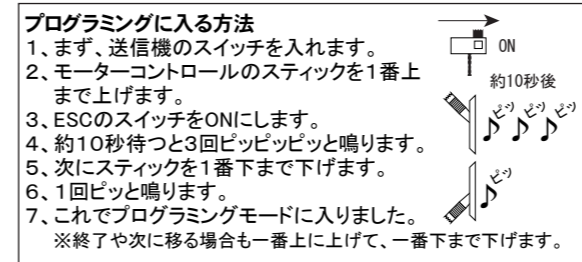 プログラミングに入る方法
1、まず、送信機のスイッチを入れます。
2、モーターコントロールのスティックを1番上
まで上げます。
3、ESCのスイッチをONにします。
4、約10秒待つと3回ピッピッピッと鳴ります。
5、次にスティックを1番下まで下げます。
6、1回ピッと鳴ります。
7、これでプログラミングモードに入りました。
※終了や次に移る場合も一番上に上げて、一番下まで下げます。
ON
約10秒後
ピッ ピッ ピッ
ピッ